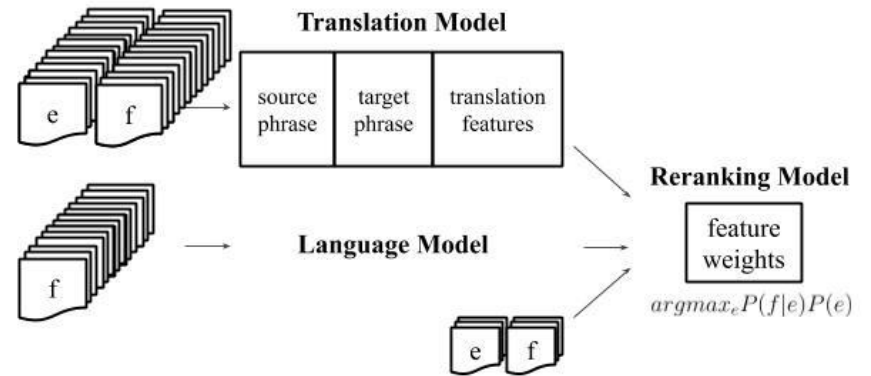 Translation Model
e
f
source
phrase
target
phrase
translation
features
Reranking Model
f
Language Model
feature
weights
argmax_e P(f|e)P(e)
e
f